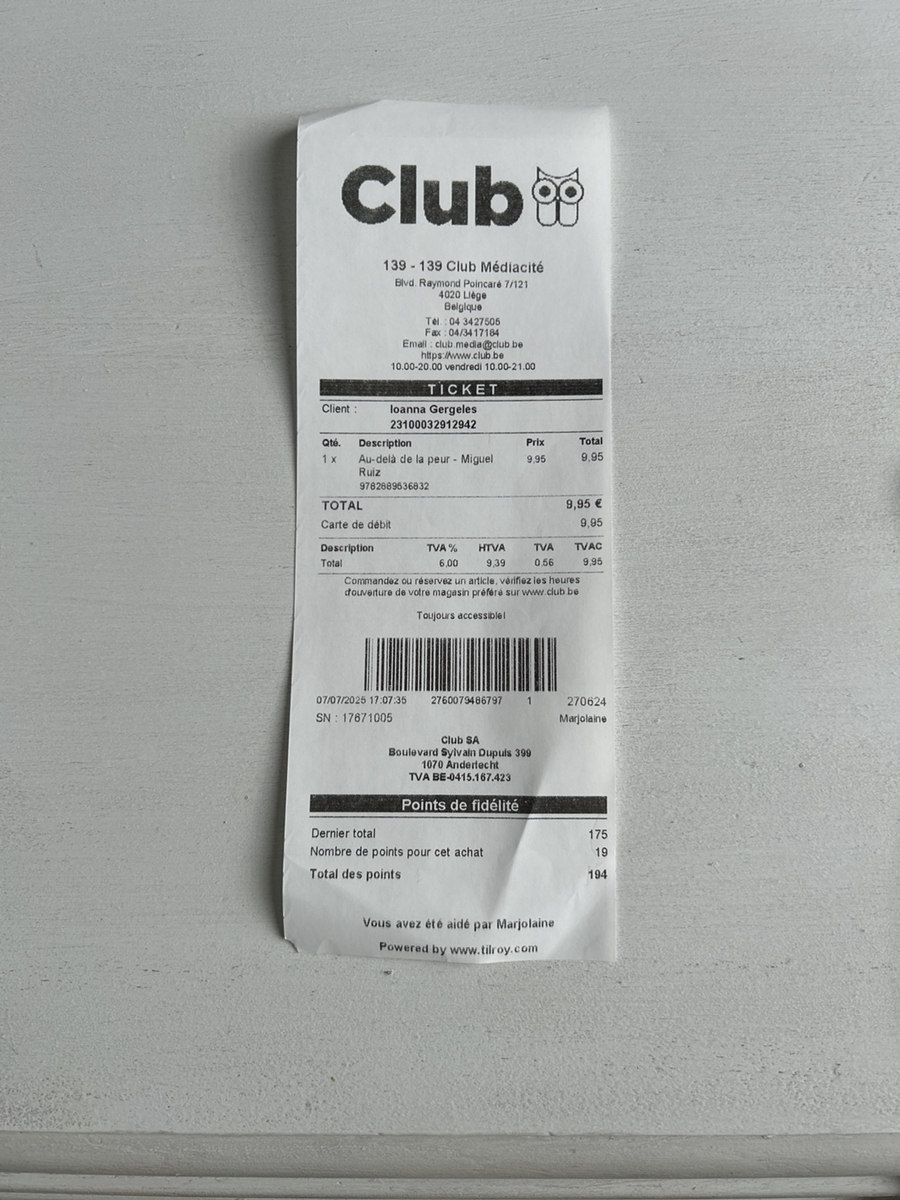 Club
139 - 139 Club Médiacité
Blvd. Raymond Poincaré 7/121
4020 Liège
Belgique
Tél. : 04 3427505
Fax : 04/3417184
Email : club.media@club.be
https://www.club.be
10.00-20.00 vendredi 10.00-21.00
TICKET
Client : Ioanna Gergeles
23100032912942
Qté. Description Prix Total
1 x Au-delà de la peur - Miguel 9,95 9,95
Ruiz
9782889536832
TOTAL 9,95 €
Carte de débit 9,95
Description TVA % HTVA TVA TVAC
Total 6,00 9,39 0,56 9,95
Commandez ou réservez un article, vérifiez les heures
d'ouverture de votre magasin préféré sur www.club.be
Toujours accessible!
07/07/2025 17:07:35 2760079486797 1 270624
SN : 17671005 Marjolaine
Club SA
Boulevard Sylvain Dupuis 399
1070 Anderlecht
TVA BE-0415.167.423
Points de fidélité
Dernier total 175
Nombre de points pour cet achat 19
Total des points 194
Vous avez été aidé par Marjolaine
Powered by www.tilroy.com